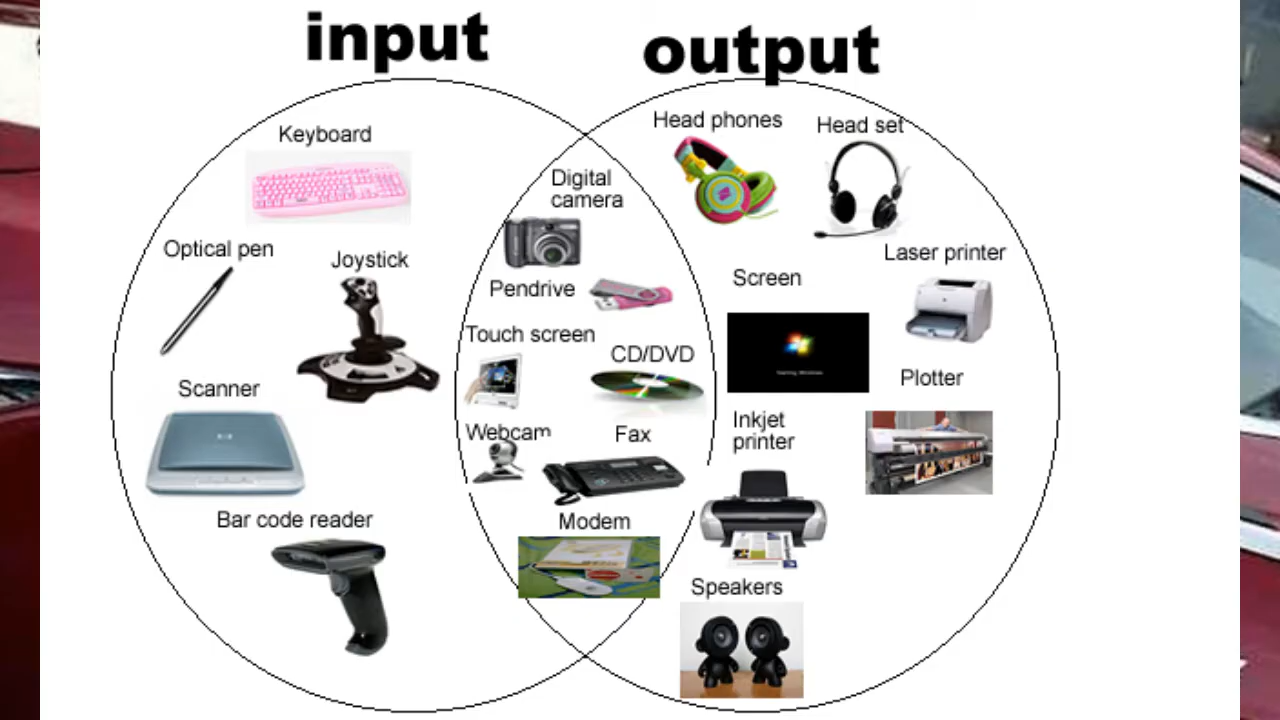 input
output
Keyboard
Optical pen
Joystick
Scanner
Bar code reader
Digital
camera
Pendrive
Touch screen
CD/DVD
Webcam
Fax
Modem
Head phones
Head set
Laser printer
Screen
Plotter
Inkjet
printer
Speakers